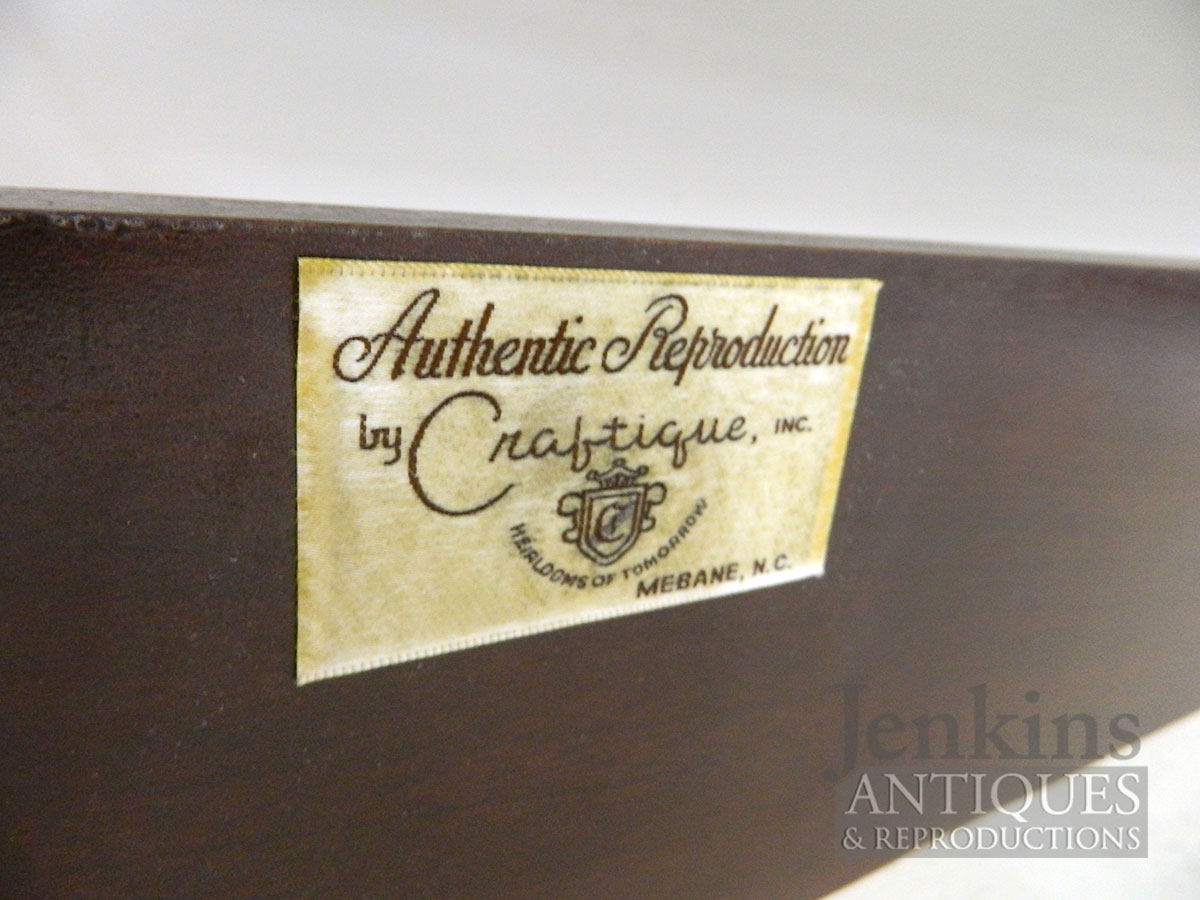 Authentic Reproduction
by Craftique, INC.
C
HEIRLOOMS OF TOMORROW
MEBANE, N.C.
Jenkins
ANTIQUES
& REPRODUCTIONS